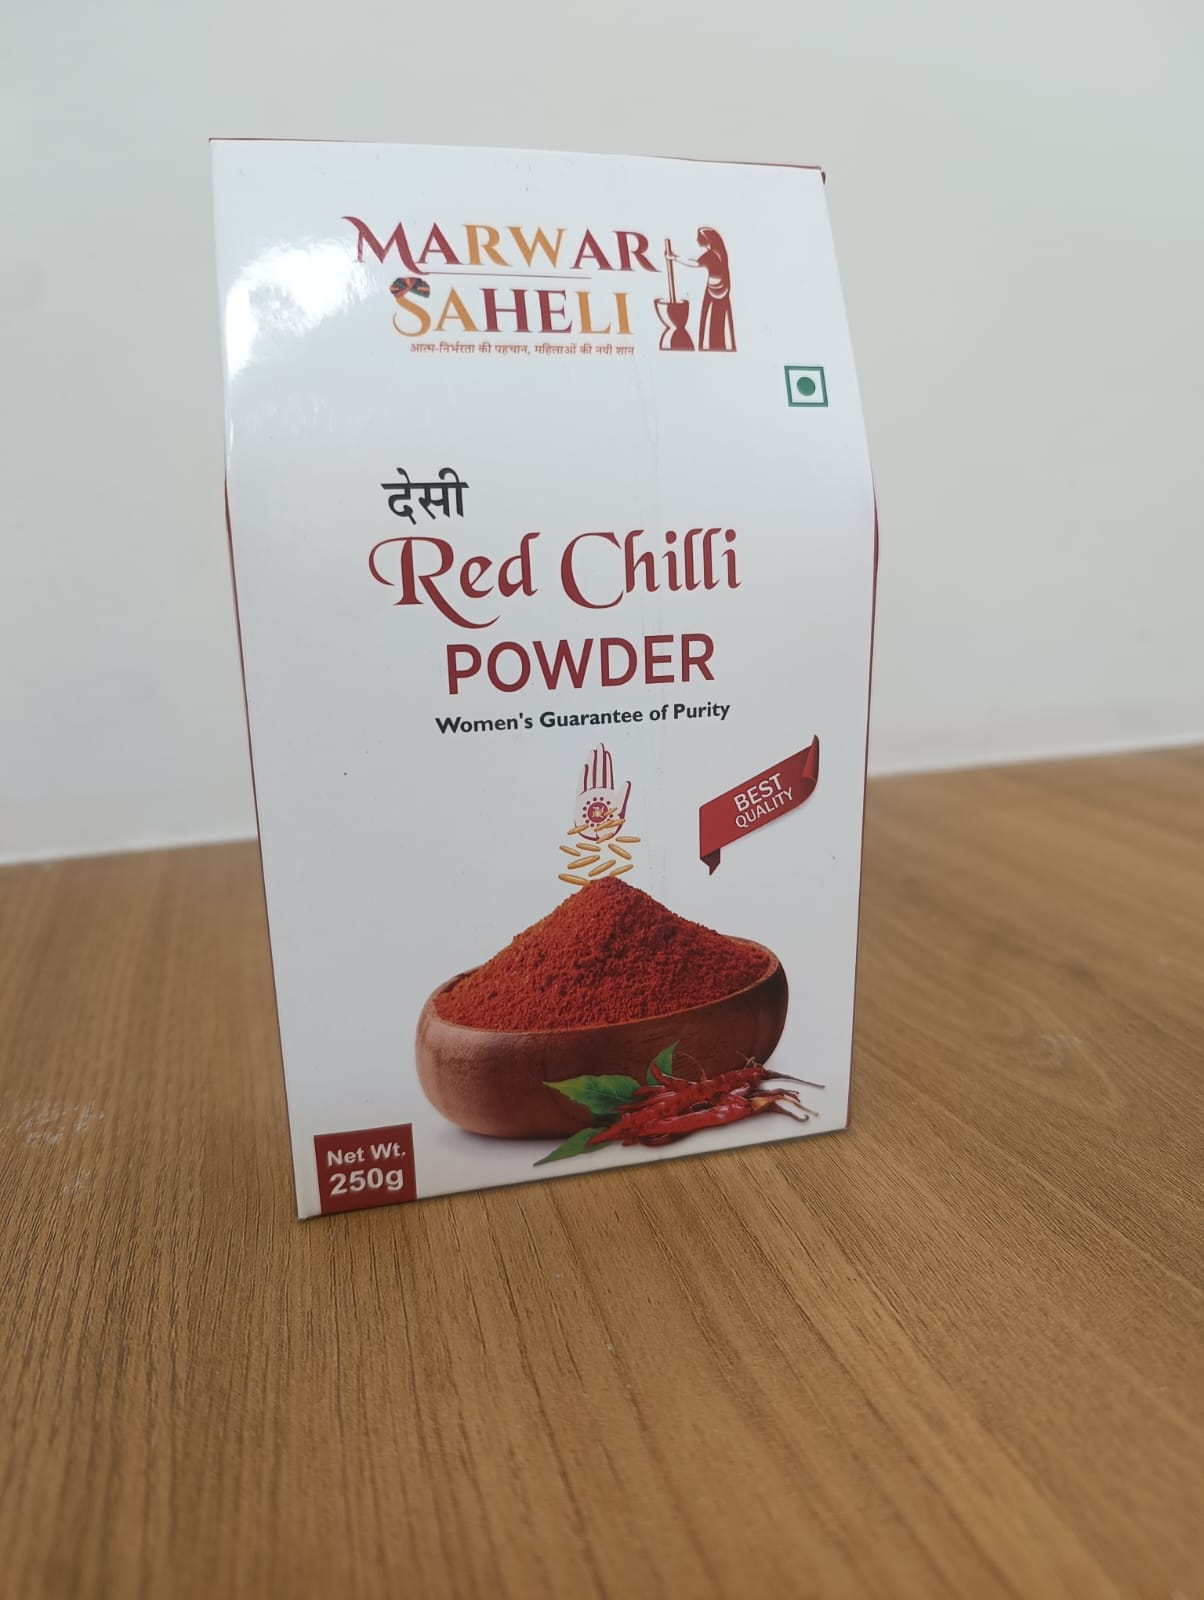 MARWAR
SAHELI
आत्म-निर्भरता की पहचान, महिलाओं की नयी शान
देसी
Red Chilli
POWDER
Women's Guarantee of Purity
BEST
QUALITY
Net Wt.
250g